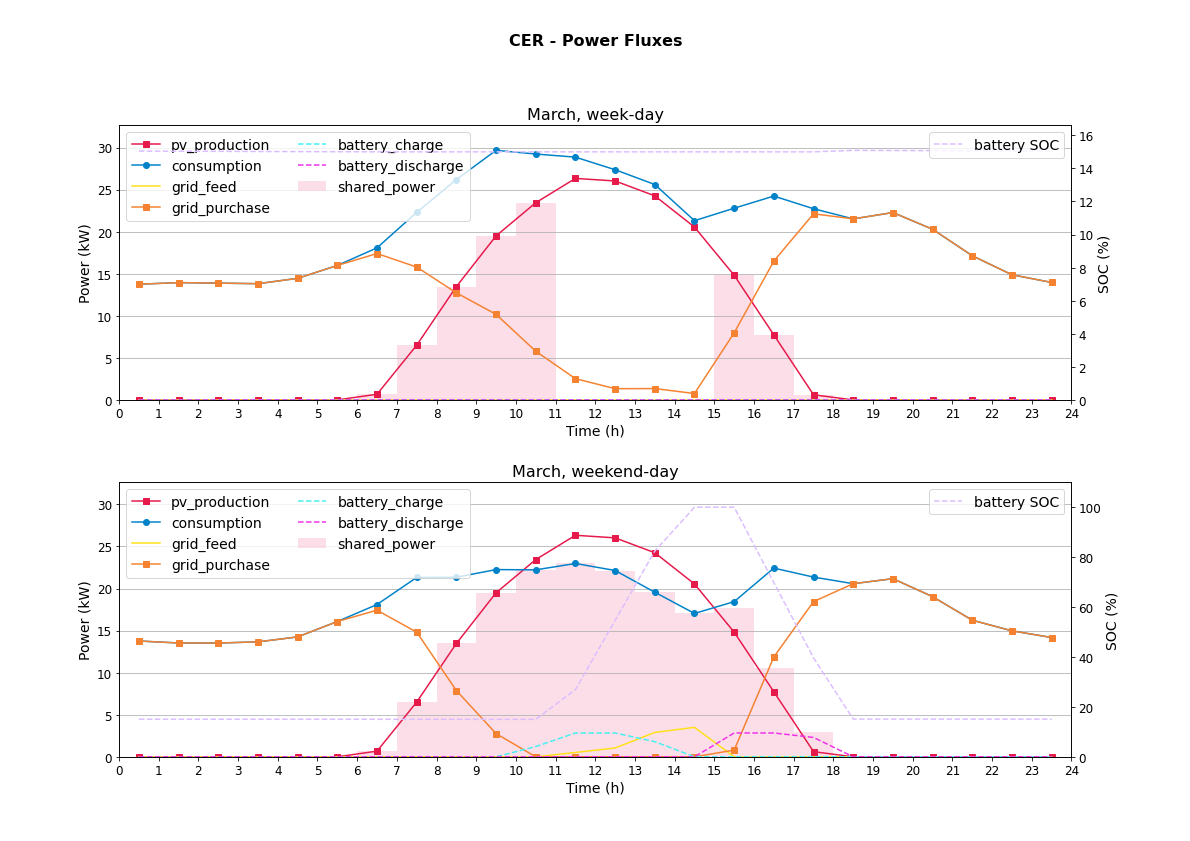 CER - Power Fluxes
March, week-day
pv_production
consumption
grid_feed
grid_purchase
battery_charge
battery_discharge
shared_power
battery SOC
Power (kW)
30
25
20
15
10
5
0
SOC (%)
16
14
12
10
8
6
4
2
0
0 1 2 3 4 5 6 7 8 9 10 11 12 13 14 15 16 17 18 19 20 21 22 23 24
Time (h)
March, weekend-day
pv_production
consumption
grid_feed
grid_purchase
battery_charge
battery_discharge
shared_power
battery SOC
Power (kW)
30
25
20
15
10
5
0
SOC (%)
100
80
60
40
20
0
0 1 2 3 4 5 6 7 8 9 10 11 12 13 14 15 16 17 18 19 20 21 22 23 24
Time (h)